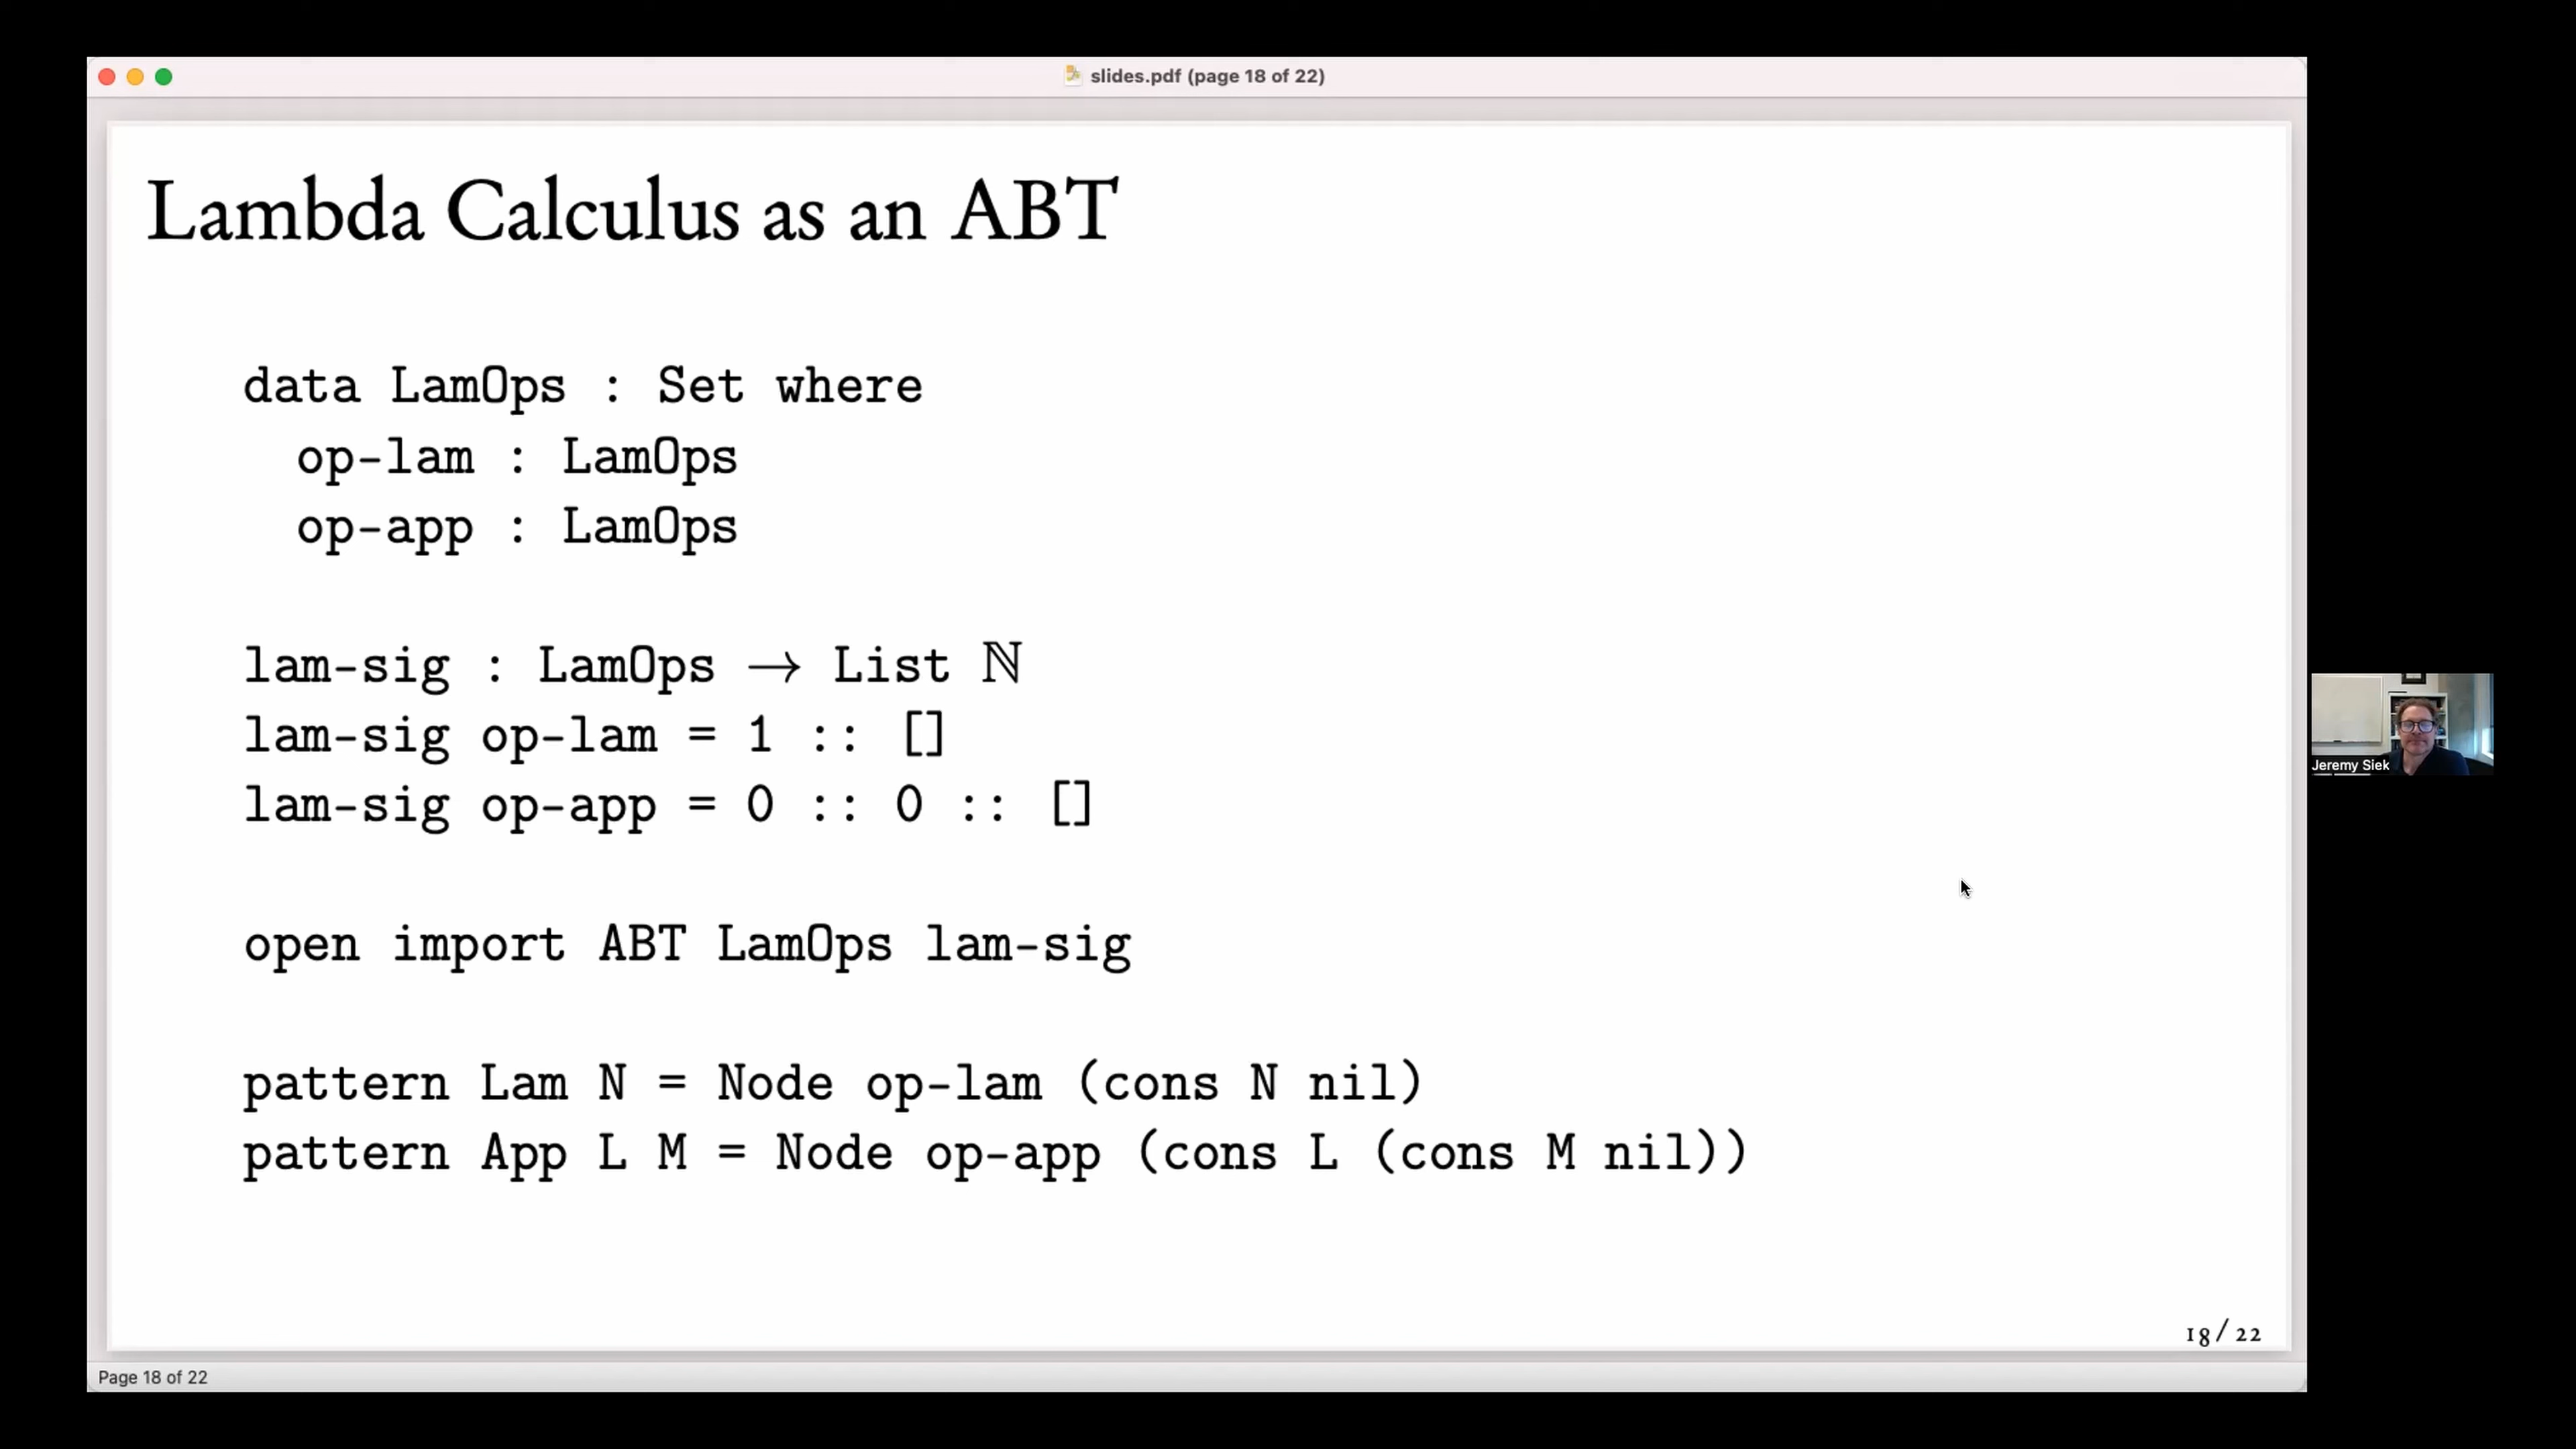 slides.pdf (page 18 of 22)
Lambda Calculus as an ABT
data LamOps : Set where
op-lam : LamOps
op-app : LamOps
lam-sig : LamOps → List ℕ
lam-sig op-lam = 1 :: []
lam-sig op-app = 0 :: 0 :: []
open import ABT LamOps lam-sig
pattern Lam N = Node op-lam (cons N nil)
pattern App L M = Node op-app (cons L (cons M nil))
18/22
Page 18 of 22
Jeremy Siek